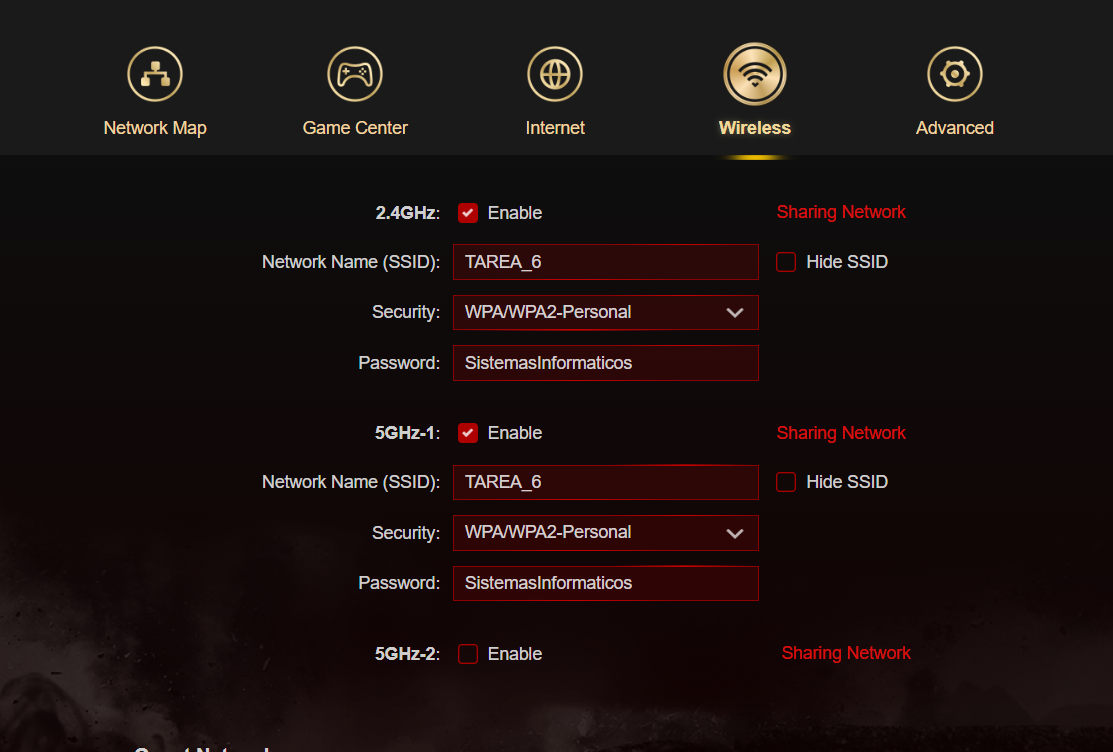 Network Map Game Center Internet Wireless Advanced
2.4GHz: Enable Sharing Network
Network Name (SSID): TAREA_6 Hide SSID
Security: WPA/WPA2-Personal
Password: SistemasInformaticos
5GHz-1: Enable Sharing Network
Network Name (SSID): TAREA_6 Hide SSID
Security: WPA/WPA2-Personal
Password: SistemasInformaticos
5GHz-2: Enable Sharing Network